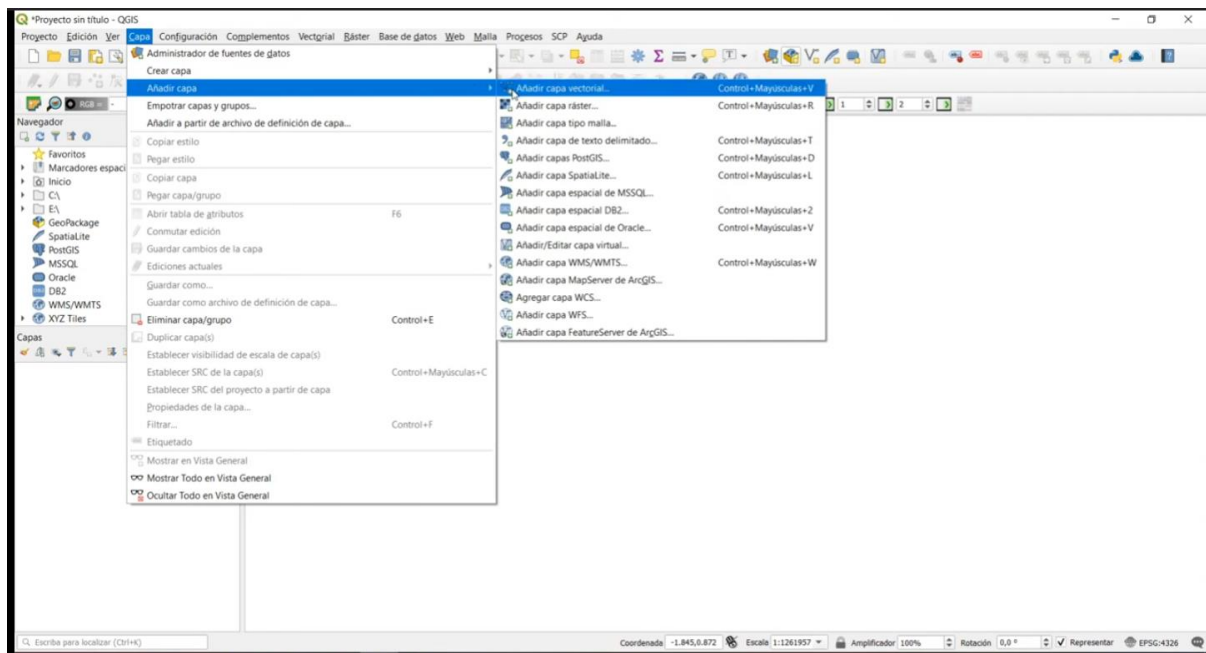 *Proyecto sin título - QGIS
Proyecto Edición Ver Capa Configuración Complementos Vectorial Ráster Base de datos Web Malla Procesos SCP Ayuda
Administrador de fuentes de datos
Crear capa
Añadir capa
Empotrar capas y grupos...
Añadir a partir de archivo de definición de capa...
Copiar estilo
Pegar estilo
Copiar capa
Pegar capa/grupo
Abrir tabla de atributos F6
Conmutar edición
Guardar cambios de la capa
Ediciones actuales
Guardar como...
Guardar como archivo de definición de capa...
Eliminar capa/grupo Control+E
Duplicar capa(s)
Establecer visibilidad de escala de capa(s)
Establecer SRC de la capa(s) Control+Mayúsculas+C
Establecer SRC del proyecto a partir de capa
Propiedades de la capa...
Filtrar... Control+F
Etiquetado
Mostrar en Vista General
Mostrar Todo en Vista General
Ocultar Todo en Vista General
Añadir capa vectorial... Control+Mayúsculas+V
Añadir capa ráster... Control+Mayúsculas+R
Añadir capa tipo malla...
Añadir capa de texto delimitado... Control+Mayúsculas+T
Añadir capas PostGIS... Control+Mayúsculas+D
Añadir capa SpatiaLite... Control+Mayúsculas+L
Añadir capa espacial de MSSQL...
Añadir capa espacial DB2... Control+Mayúsculas+2
Añadir capa espacial de Oracle... Control+Mayúsculas+V
Añadir/Editar capa virtual...
Añadir capa WMS/WMTS... Control+Mayúsculas+W
Añadir capa MapServer de ArcGIS...
Agregar capa WCS...
Añadir capa WFS...
Añadir capa FeatureServer de ArcGIS...
RGB =
1 2
Navegador
Favoritos
Marcadores espaci
Inicio
C:\
E:\
GeoPackage
SpatiaLite
PostGIS
MSSQL
Oracle
DB2
WMS/WMTS
XYZ Tiles
Capas
Escriba para localizar (Ctrl+K)
Coordenada -1.845,0.872 Escala 1:1261957 Amplificador 100% Rotación 0,0 ° Representar EPSG:4326